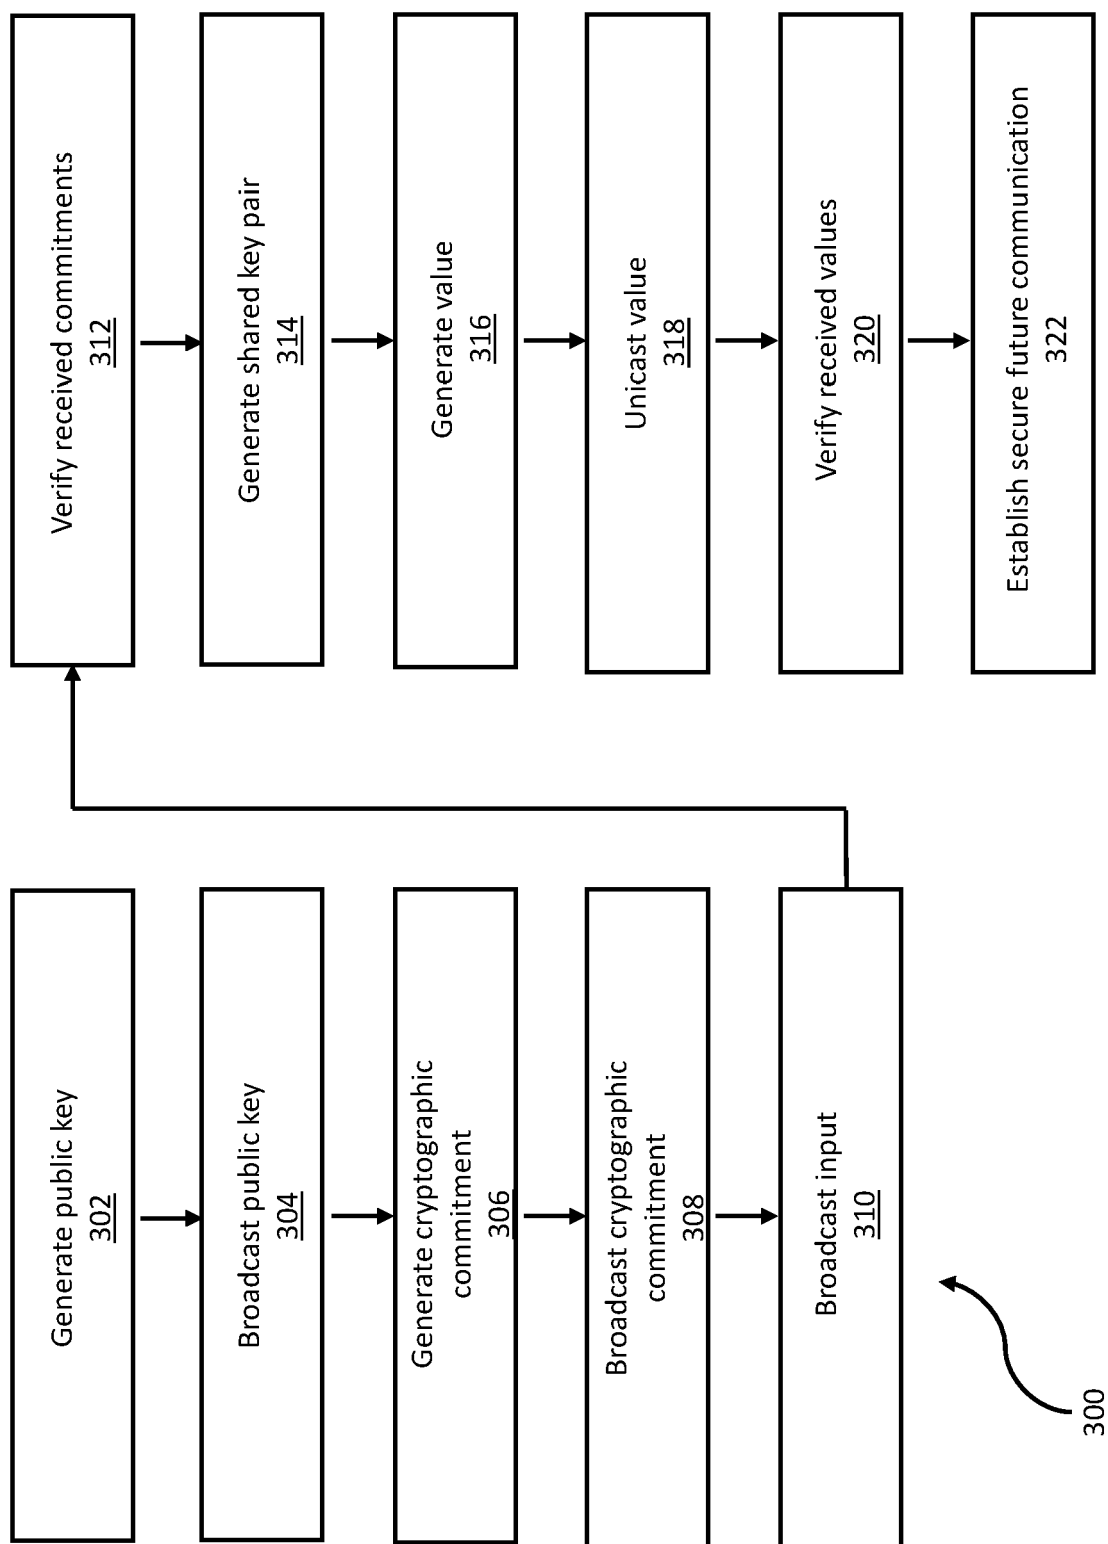 Generate public key
302
Broadcast public key
304
Generate cryptographic
commitment
306
Broadcast cryptographic
commitment
308
Broadcast input
310
Verify received commitments
312
Generate shared key pair
314
Generate value
316
Unicast value
318
Verify received values
320
Establish secure future communication
322
300